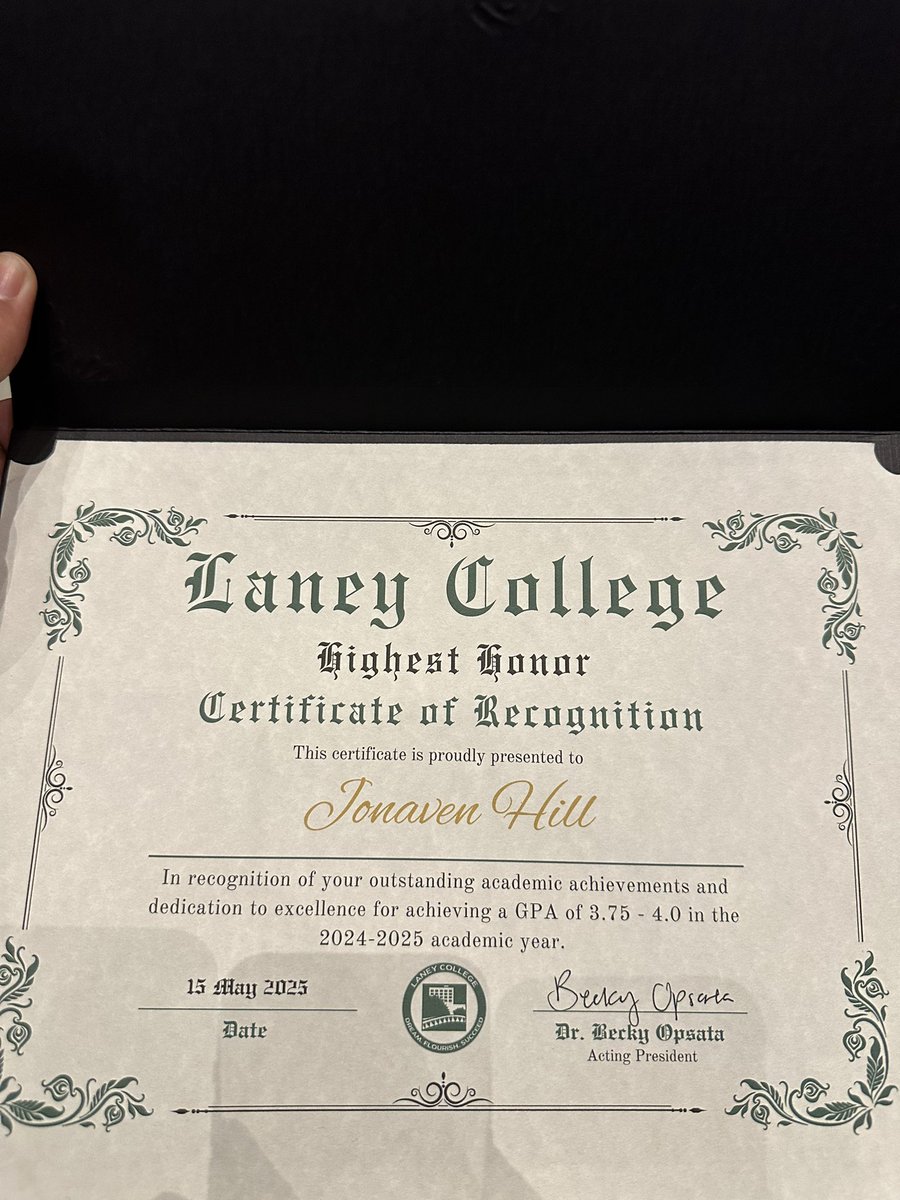 Laney College
Highest Honor
Certificate of Recognition
This certificate is proudly presented to
Jonaven Hill
In recognition of your outstanding academic achievements and
dedication to excellence for achieving a GPA of 3.75 - 4.0 in the
2024-2025 academic year.
15 May 2025
Date
LANEY COLLEGE
DREAM. FLOURISH. SUCCEED
Becky Opsata
Dr. Becky Opsata
Acting President